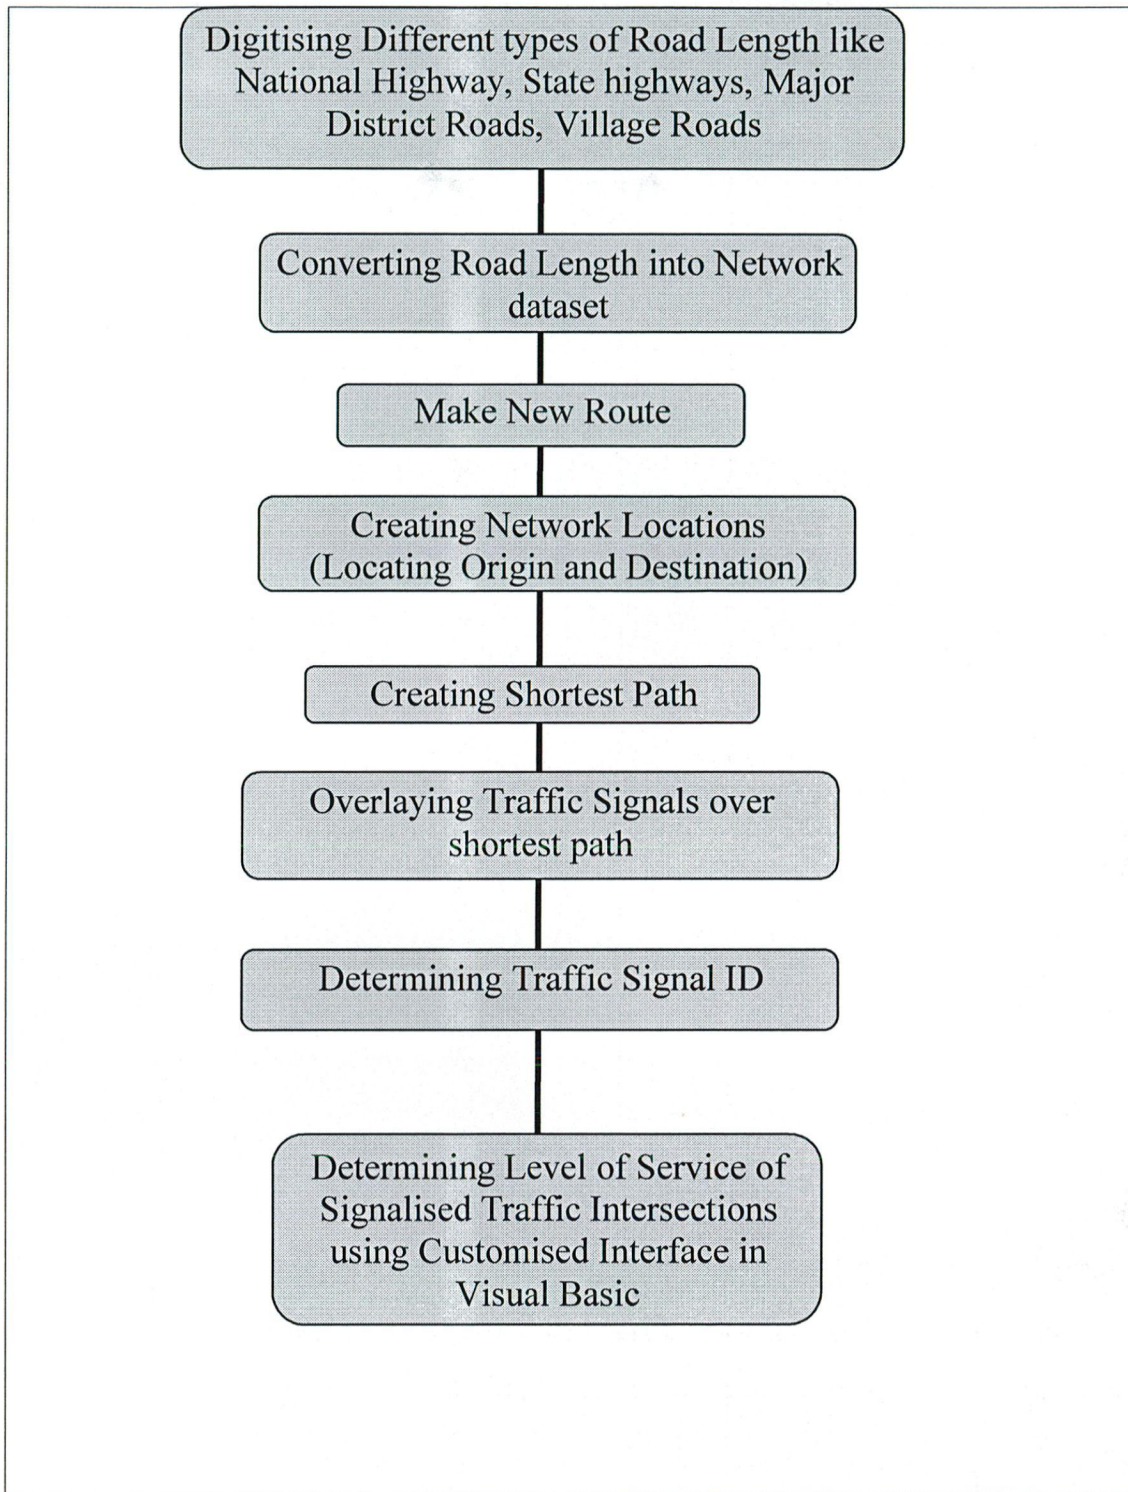 Digitising Different types of Road Length like
National Highway, State highways, Major
District Roads, Village Roads
Converting Road Length into Network
dataset
Make New Route
Creating Network Locations
(Locating Origin and Destination)
Creating Shortest Path
Overlaying Traffic Signals over
shortest path
Determining Traffic Signal ID
Determining Level of Service of
Signalised Traffic Intersections
using Customised Interface in
Visual Basic